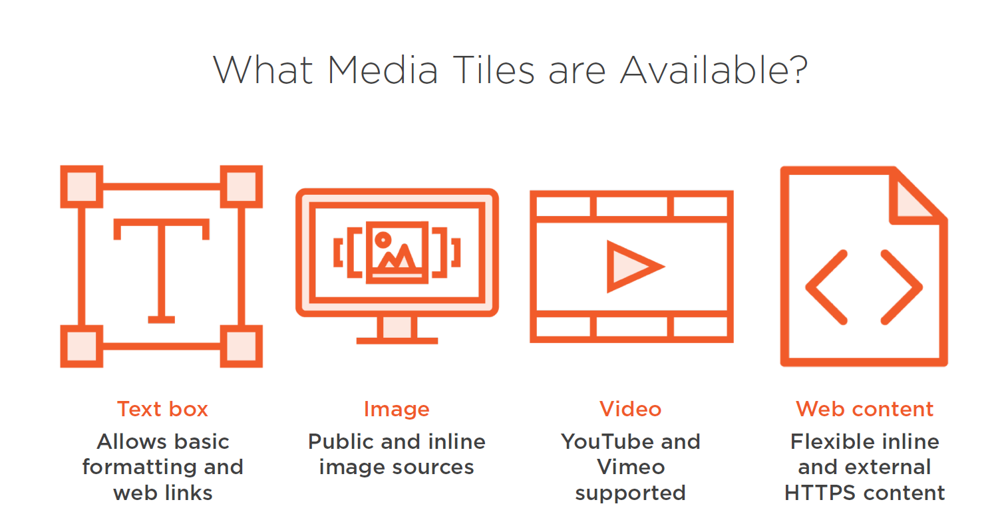 What Media Tiles are Available?
Text box
Allows basic
formatting and
web links
Image
Public and inline
image sources
Video
YouTube and
Vimeo
supported
Web content
Flexible inline
and external
HTTPS content